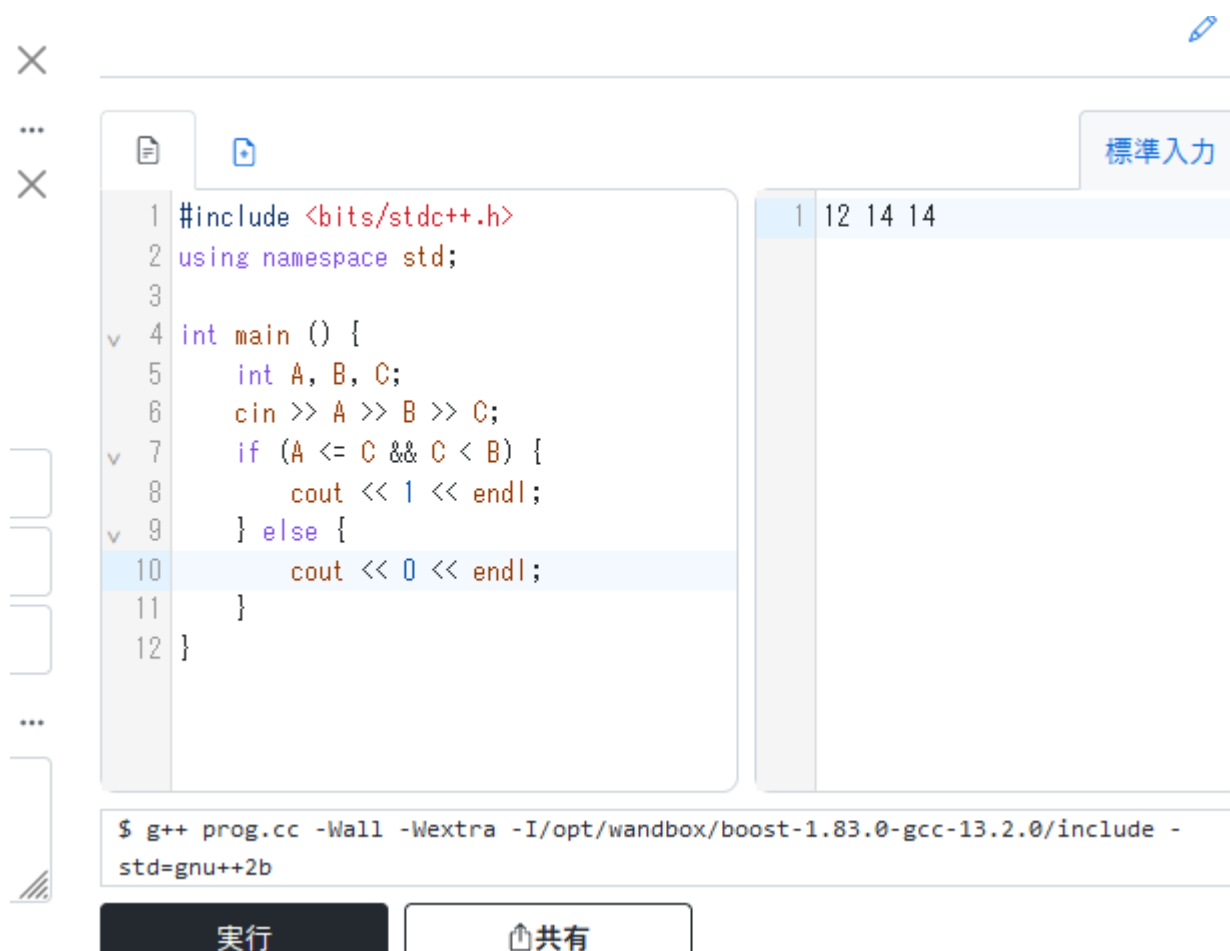 標準入力
1 #include <bits/stdc++.h>
2 using namespace std;
3
4 int main () {
5     int A, B, C;
6     cin >> A >> B >> C;
7     if (A <= C && C < B) {
8         cout << 1 << endl;
9     } else {
10         cout << 0 << endl;
11     }
12 }
1 12 14 14
$ g++ prog.cc -Wall -Wextra -I/opt/wandbox/boost-1.83.0-gcc-13.2.0/include -
std=gnu++2b
実行
共有